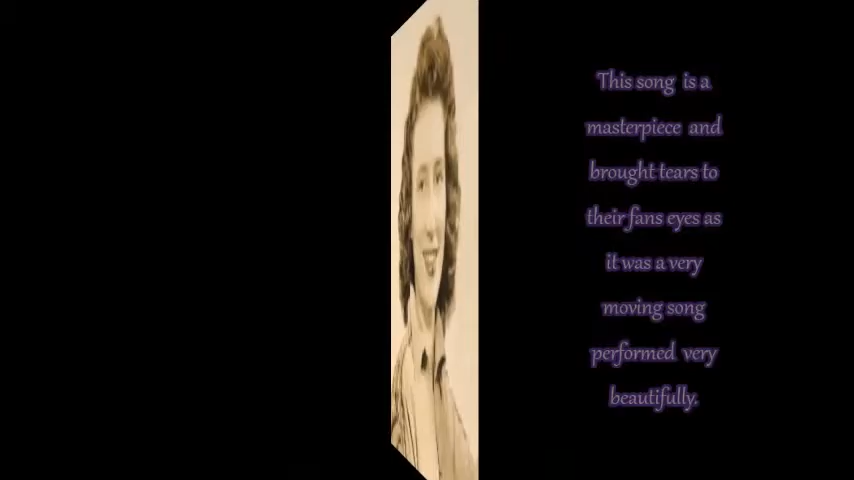 This song is a
masterpiece and
brought tears to
their fans eyes as
it was a very
moving song
performed very
beautifully.